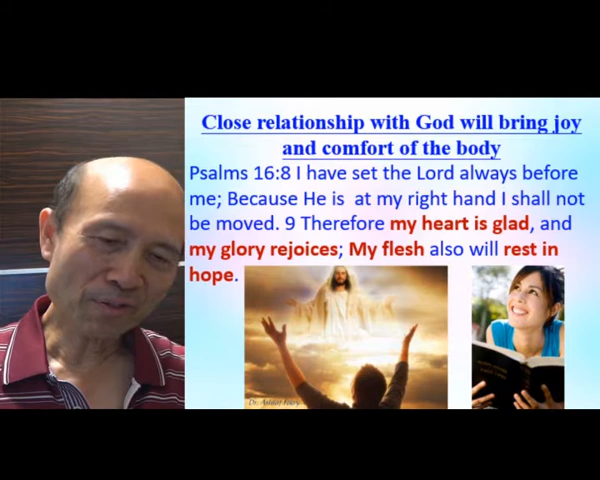 Close relationship with God will bring joy
and comfort of the body
Psalms 16:8 I have set the Lord always before
me; Because He is at my right hand I shall not
be moved. 9 Therefore my heart is glad, and
my glory rejoices; My flesh also will rest in
hope.